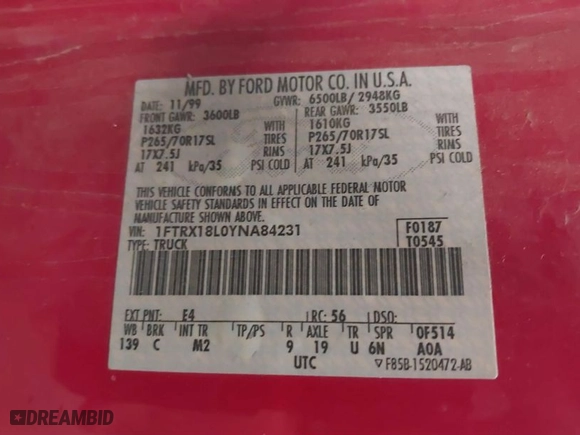 MFD. BY FORD MOTOR CO. IN U.S.A.
DATE: 11/99 GVWR: 6500LB/ 2948KG
FRONT GAWR: 3600LB REAR GAWR: 3550LB
1632KG WITH 1610KG WITH
P265/70R17SL TIRES P265/70R17SL TIRES
17X7.5J RIMS 17X7.5J RIMS
AT 241 kPa/35 PSI COLD AT 241 kPa/35 PSI COLD
THIS VEHICLE CONFORMS TO ALL APPLICABLE FEDERAL MOTOR
VEHICLE SAFETY STANDARDS IN EFFECT ON THE DATE OF
MANUFACTURE SHOWN ABOVE.
VIN: 1FTRX18L0YNA84231 F0187
TYPE: TRUCK T0545
EXT PNT: E4 RC: 56 DSO:
WB BRK INT TR TP/PS R AXLE TR SPR 0F514
139 C M2 9 19 U 6N A0A
UTC ▽ F85B-1520472-AB
DREAMBID